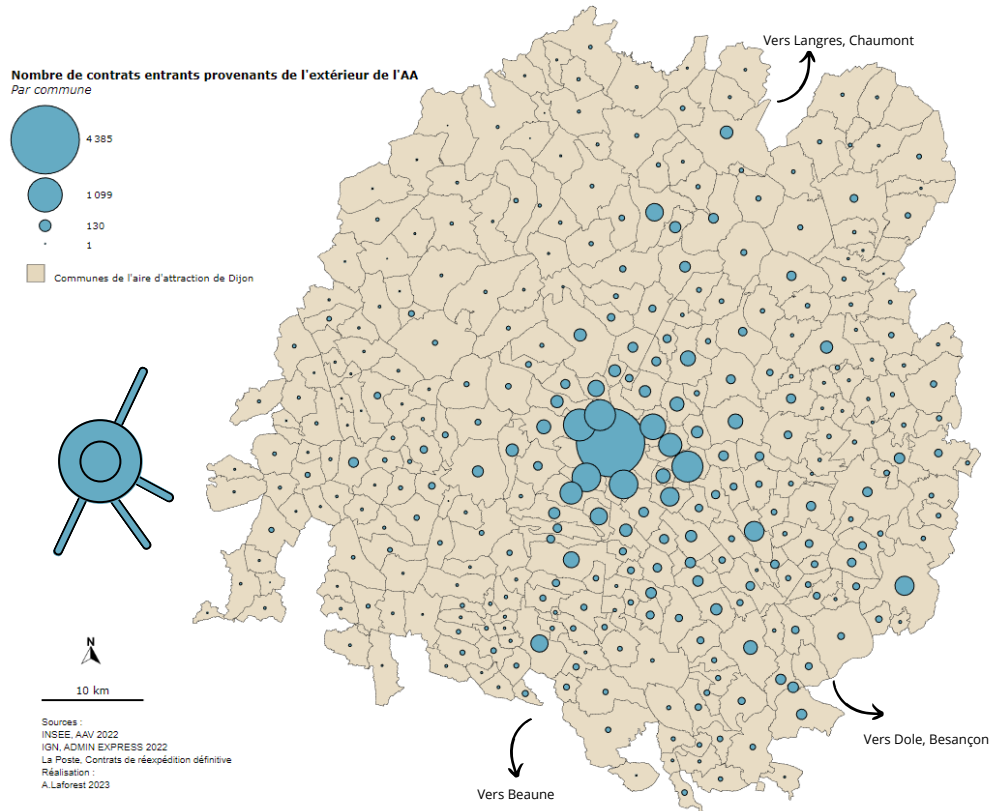 Vers Langres, Chaumont
Nombre de contrats entrants provenants de l'extérieur de l'AA
Par commune
4 385
1 099
130
1
Communes de l'aire d'attraction de Dijon
N
10 km
Sources :
INSEE, AAV 2022
IGN, ADMIN EXPRESS 2022
La Poste, Contrats de réexpédition définitive
Réalisation :
A.Laforest 2023
Vers Dole, Besançon
Vers Beaune